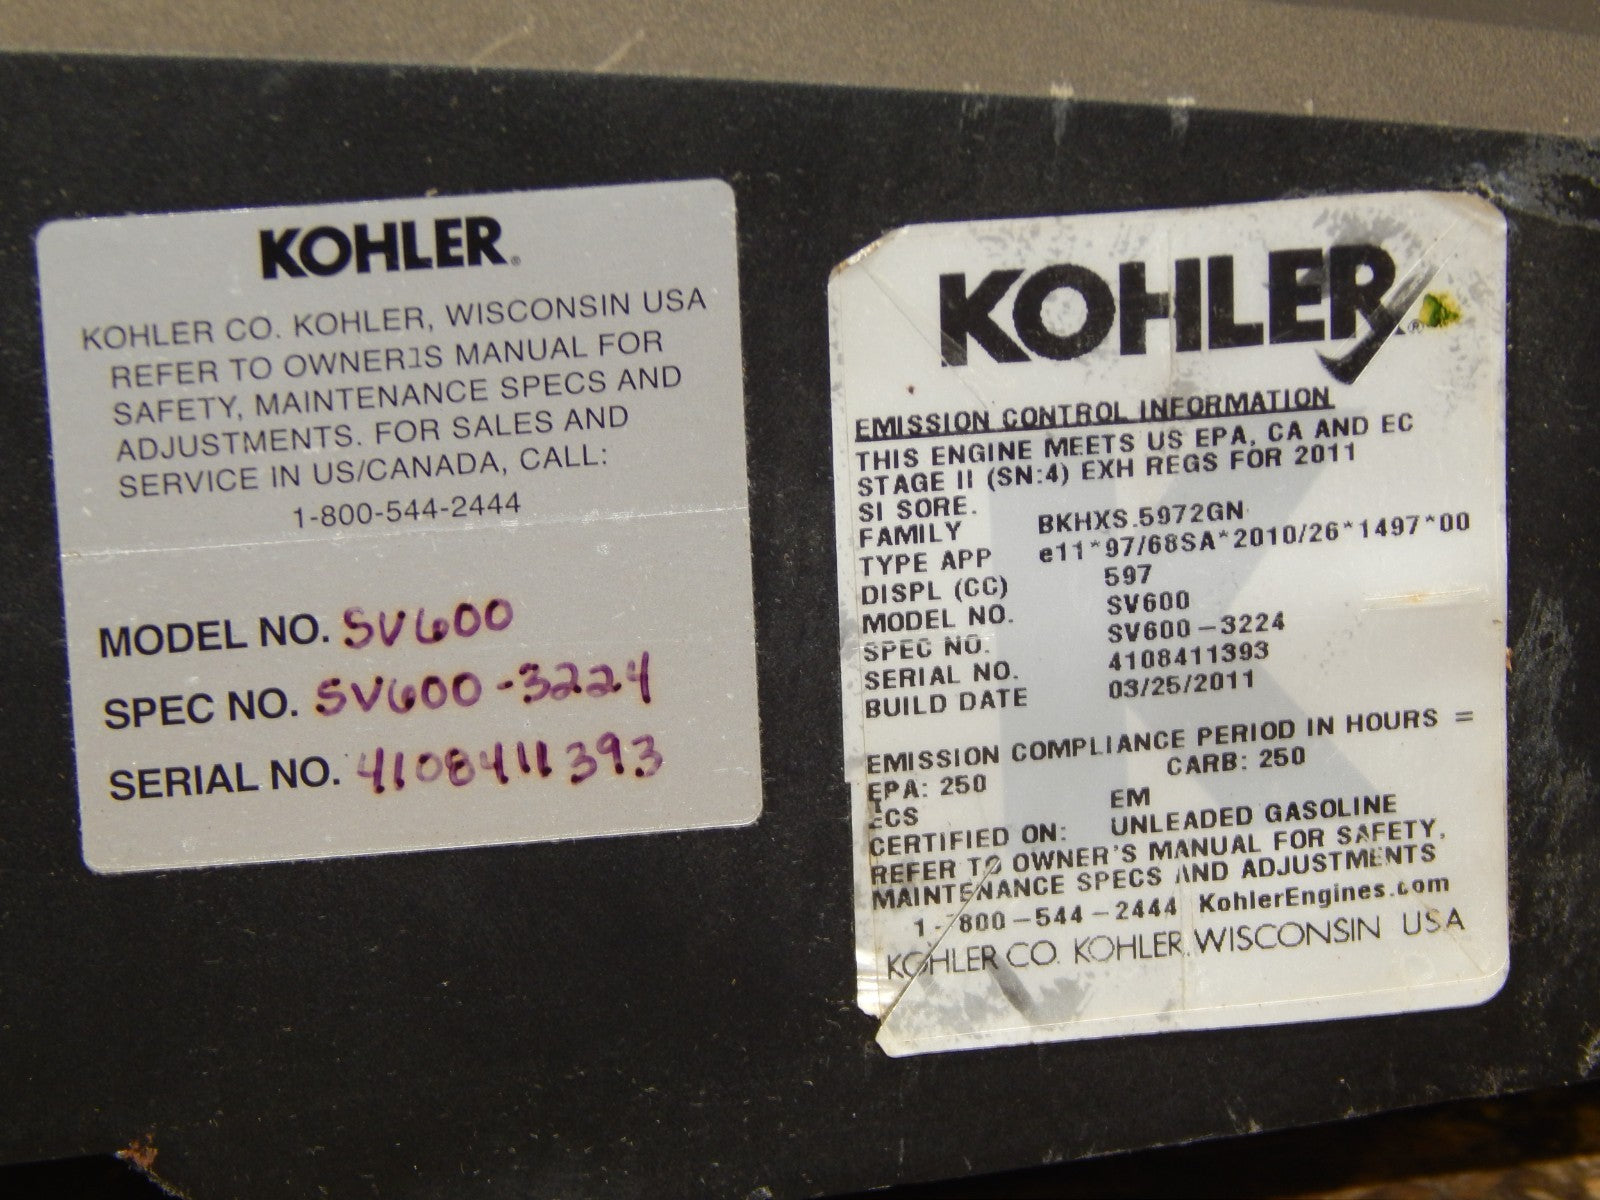 KOHLER®
KOHLER CO. KOHLER, WISCONSIN USA
REFER TO OWNER1S MANUAL FOR
SAFETY, MAINTENANCE SPECS AND
ADJUSTMENTS. FOR SALES AND
SERVICE IN US/CANADA, CALL:
1-800-544-2444
MODEL NO. SV600
SPEC NO. SV600-3224
SERIAL NO. 4108411393
KOHLER®
EMISSION CONTROL INFORMATION
THIS ENGINE MEETS US EPA, CA AND EC
STAGE II (SN:4) EXH REGS FOR 2011
SI SORE.
FAMILY BKHXS.5972GN
TYPE APP e11*97/68SA*2010/26*1497*00
DISPL (CC) 597
MODEL NO. SV600
SPEC NO. SV600-3224
SERIAL NO. 4108411393
BUILD DATE 03/25/2011
EMISSION COMPLIANCE PERIOD IN HOURS =
EPA: 250 CARB: 250
ECS EM
CERTIFIED ON: UNLEADED GASOLINE
REFER TO OWNER'S MANUAL FOR SAFETY,
MAINTENANCE SPECS AND ADJUSTMENTS
1-800-544-2444 KohlerEngines.com
KOHLER CO. KOHLER, WISCONSIN USA